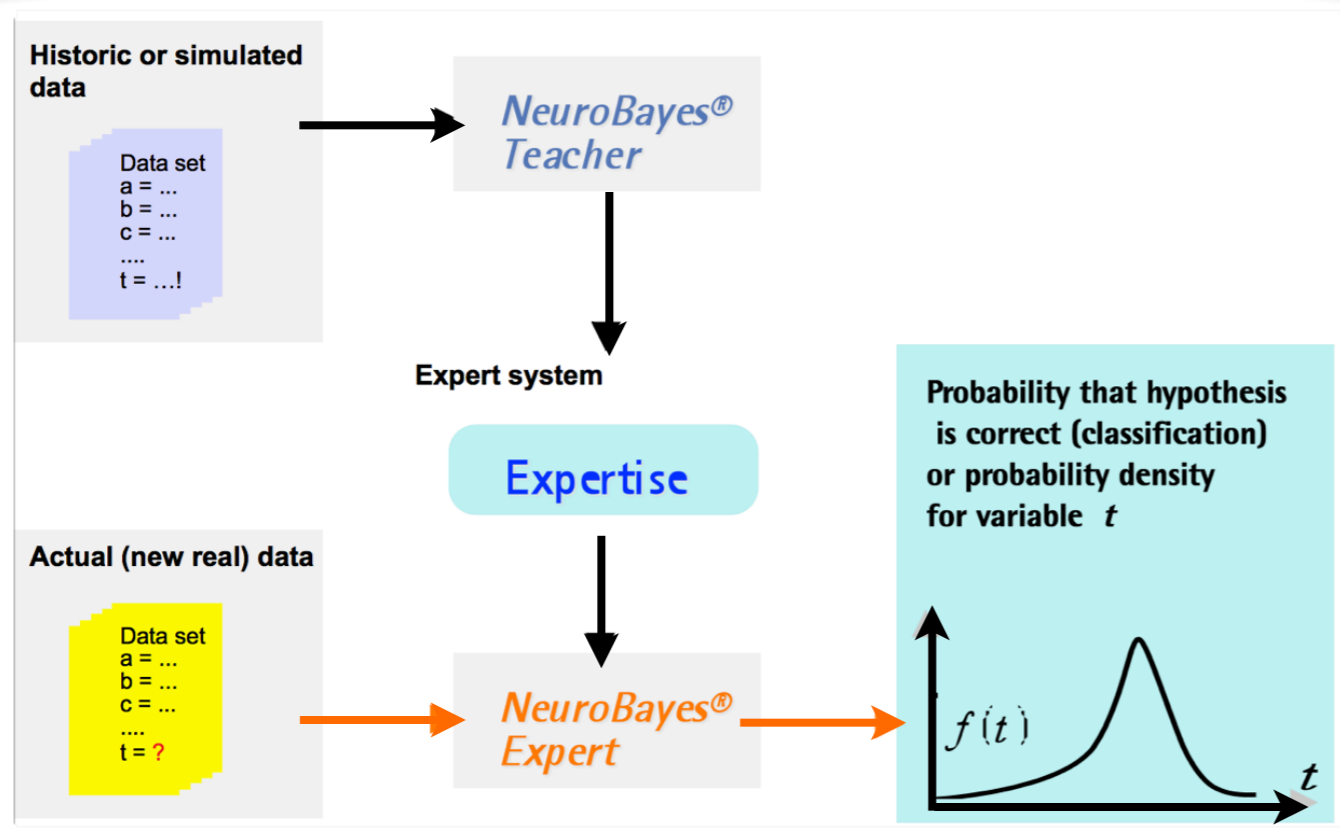 Historic or simulated
data
Data set
a = ...
b = ...
c = ...
....
t = ...!
NeuroBayes®
Teacher
Expert system
Expertise
Actual (new real) data
Data set
a = ...
b = ...
c = ...
....
t = ?
NeuroBayes®
Expert
Probability that hypothesis
is correct (classification)
or probability density
for variable t
f(t)
t